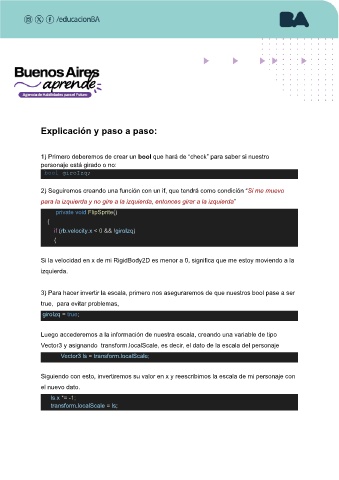 /educacionBA
BA
Buenos Aires
aprende
Agencia de Habilidades para el Futuro
Explicación y paso a paso:
1) Primero deberemos de crear un bool que hará de “check” para saber si nuestro
personaje está girado o no:
bool giroIzq;
2) Seguiremos creando una función con un if, que tendrá como condición “Si me muevo
para la izquierda y no gire a la izquierda, entonces girar a la izquierda”
private void FlipSprite()
{
if (rb.velocity.x < 0 && !giroIzq)
{
Si la velocidad en x de mi RigidBody2D es menor a 0, significa que me estoy moviendo a la
izquierda.
3) Para hacer invertir la escala, primero nos aseguraremos de que nuestros bool pase a ser
true, para evitar problemas,
giroIzq = true;
Luego accederemos a la información de nuestra escala, creando una variable de tipo
Vector3 y asignando transform.localScale, es decir, el dato de la escala del personaje
Vector3 ls = transform.localScale;
Siguiendo con esto, invertiremos su valor en x y reescribimos la escala de mi personaje con
el nuevo dato.
ls.x *= -1;
transform.localScale = ls;